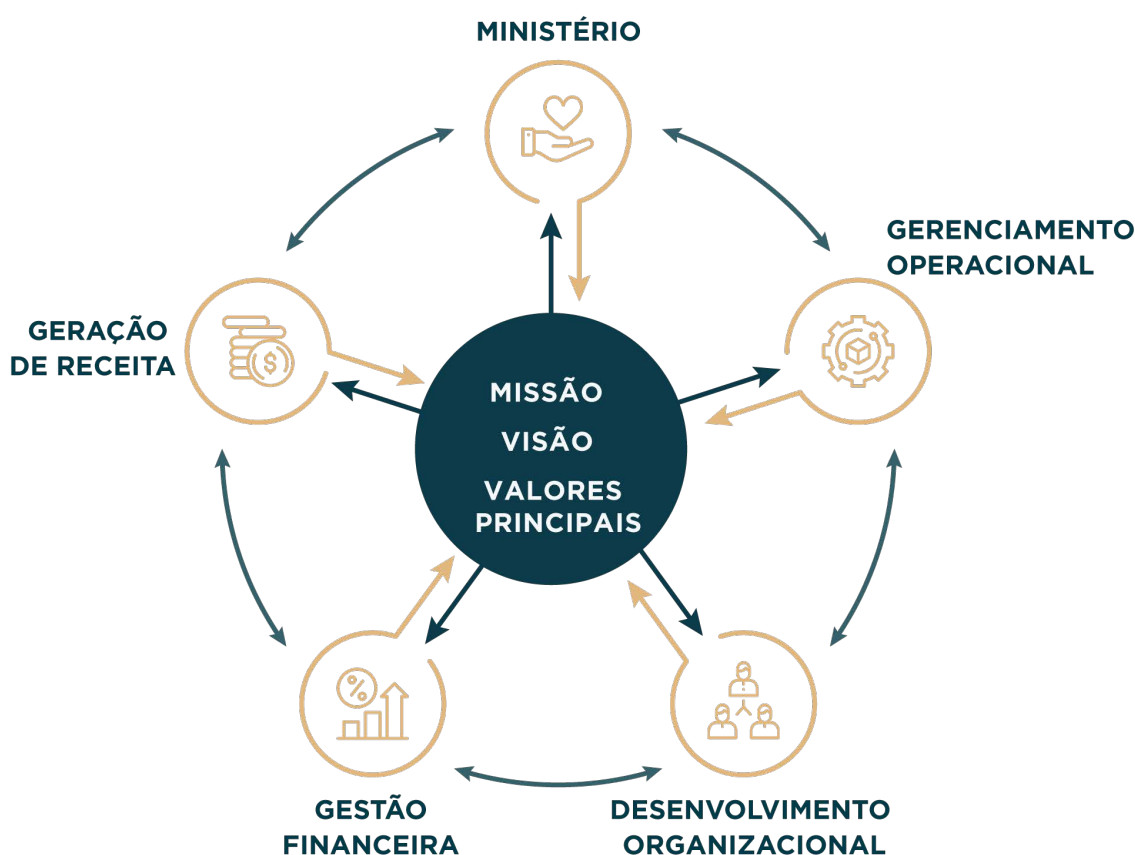 MINISTÉRIO
GERENCIAMENTO
OPERACIONAL
GERAÇÃO
DE RECEITA
$
MISSÃO
VISÃO
VALORES
PRINCIPAIS
%
GESTÃO
FINANCEIRA
DESENVOLVIMENTO
ORGANIZACIONAL